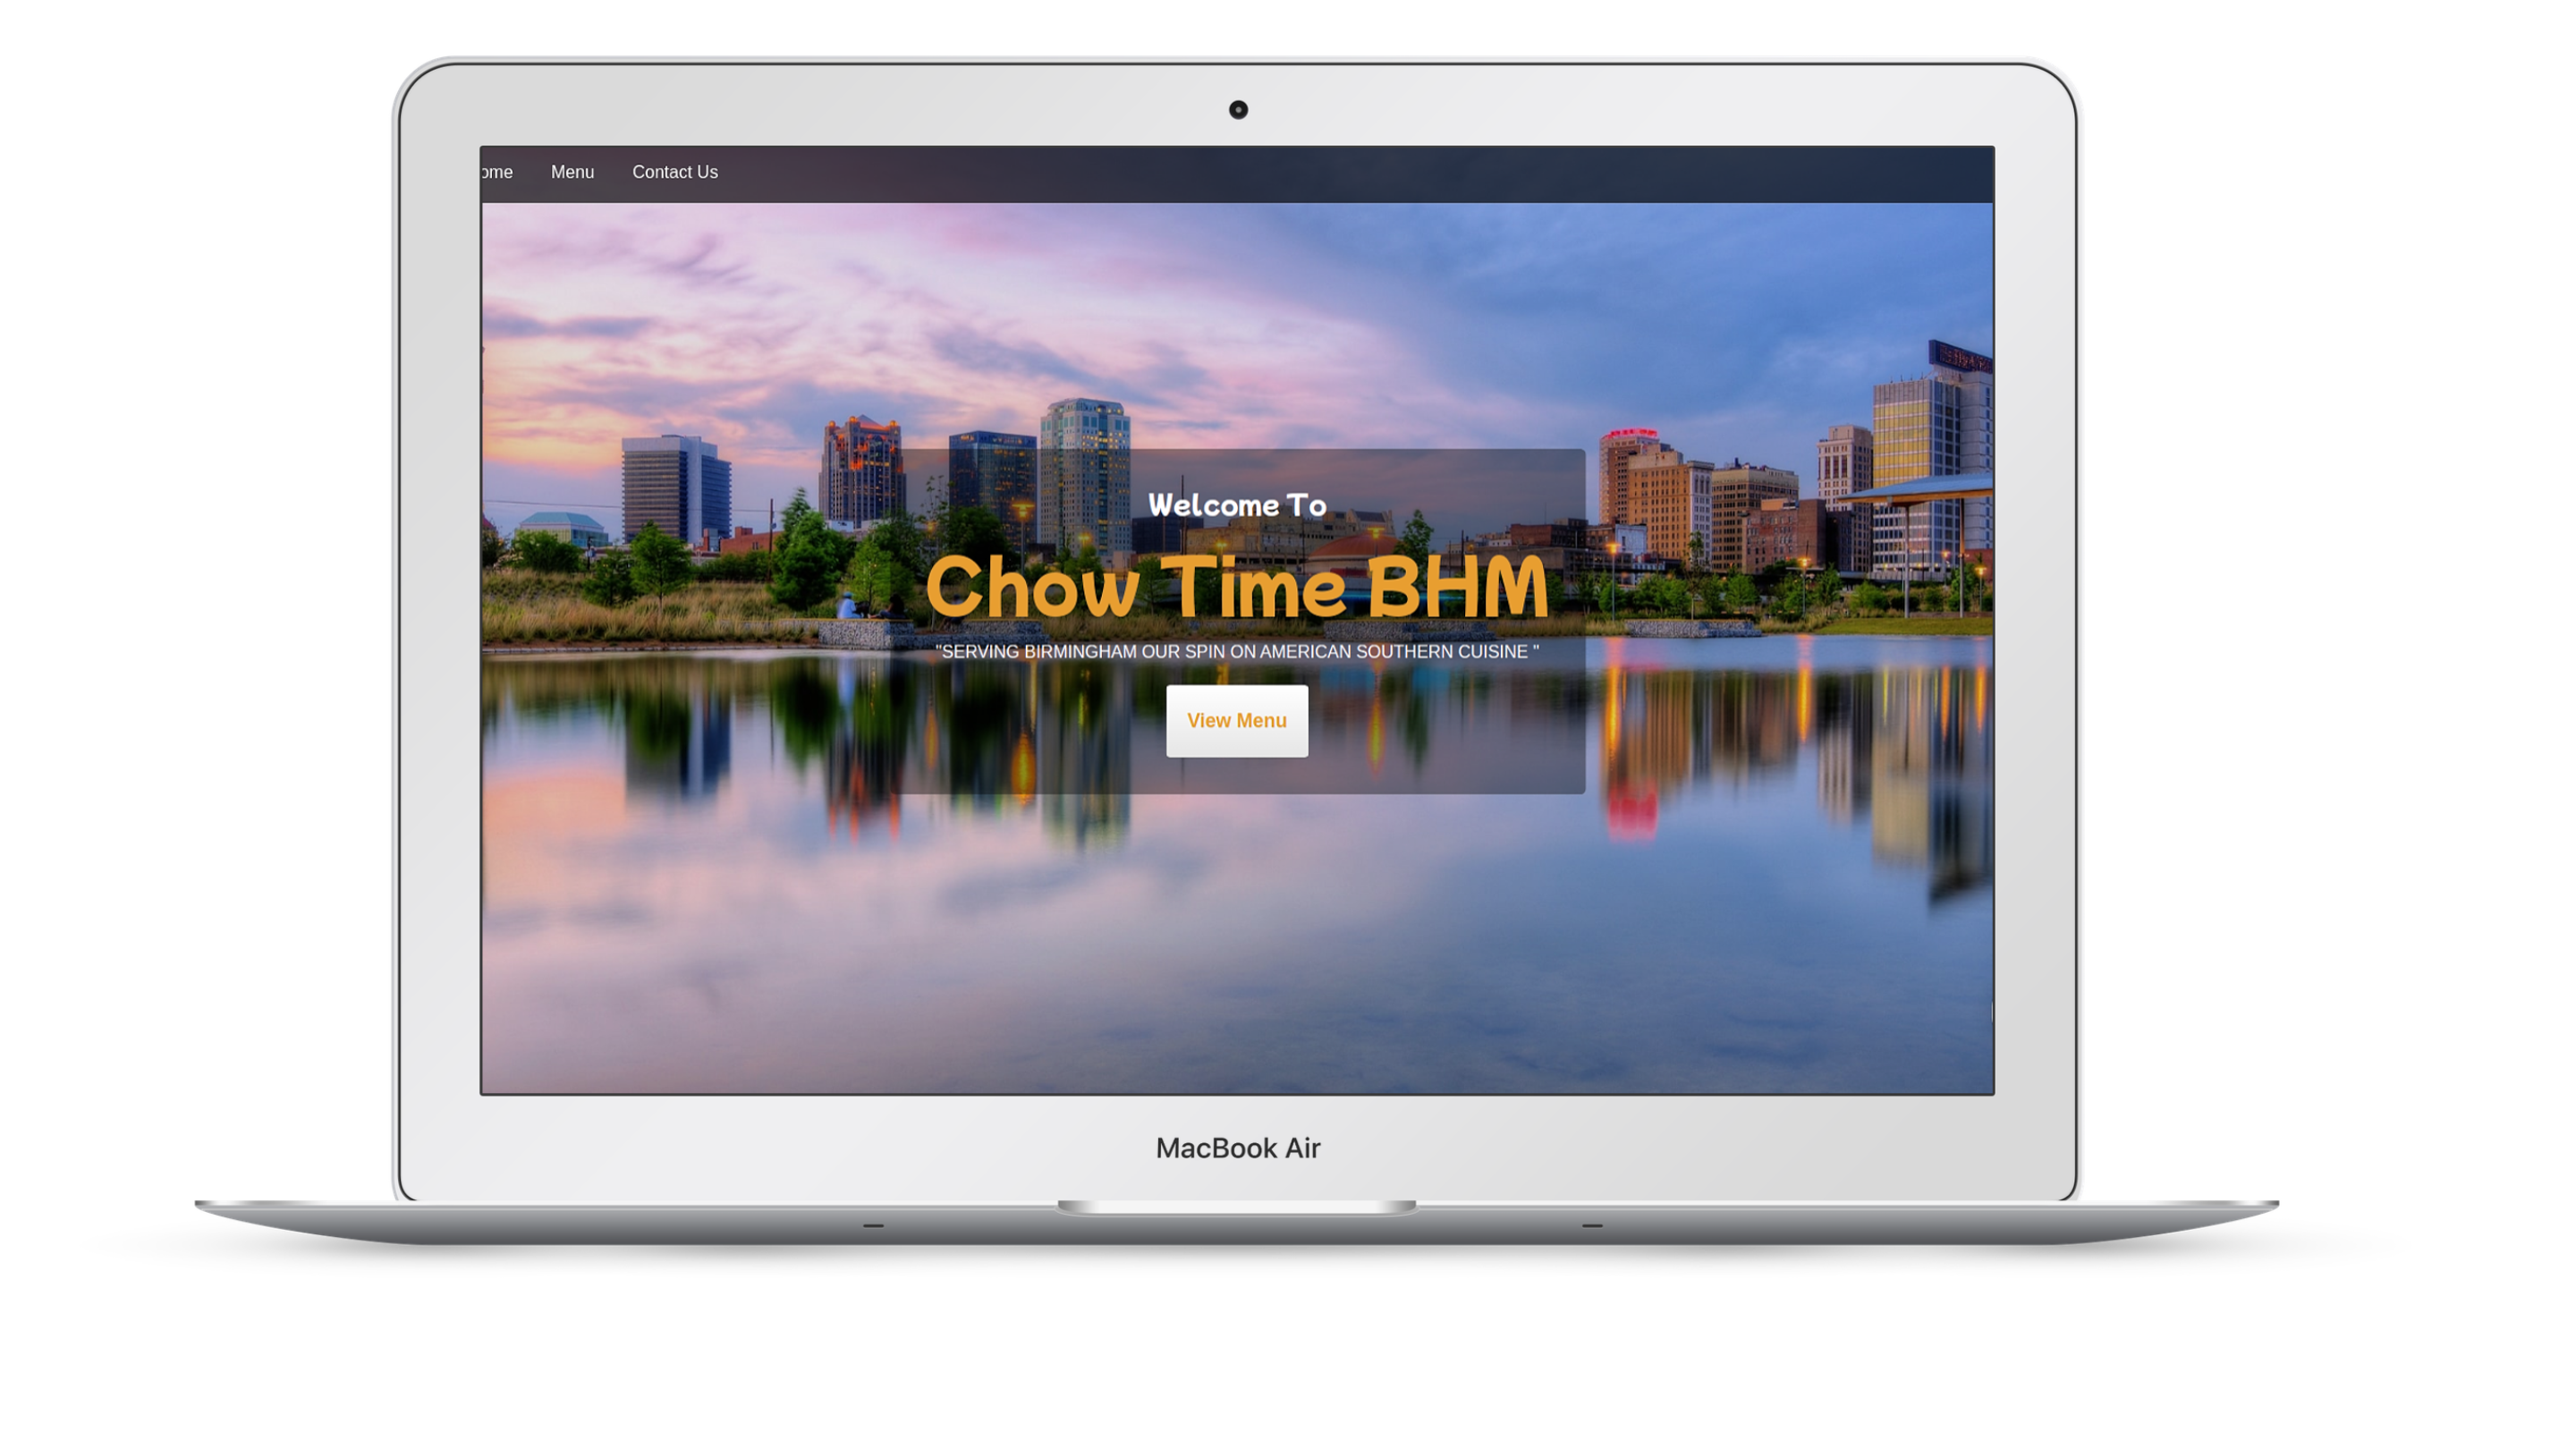 ome Menu Contact Us
Welcome To
Chow Time BHM
"SERVING BIRMINGHAM OUR SPIN ON AMERICAN SOUTHERN CUISINE "
View Menu
MacBook Air